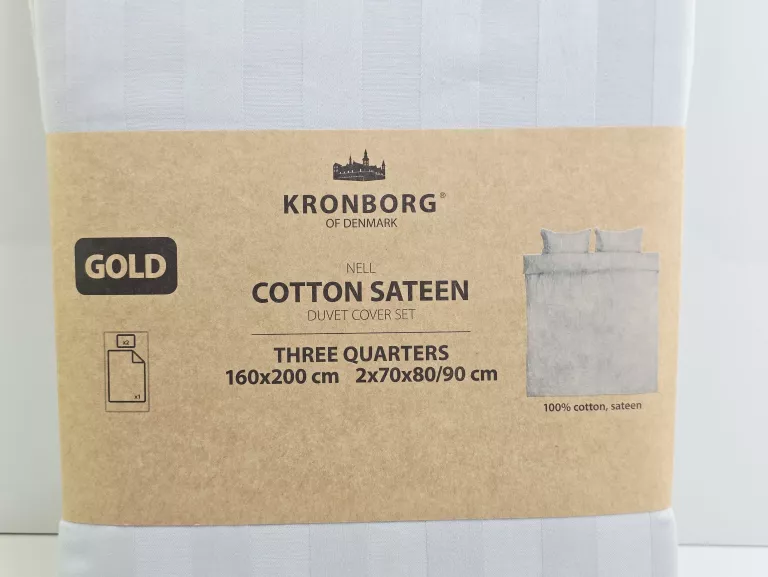 KRONBORG®
OF DENMARK
GOLD
NELL
COTTON SATEEN
DUVET COVER SET
THREE QUARTERS
160x200 cm 2x70x80/90 cm
x2
x1
100% cotton, sateen